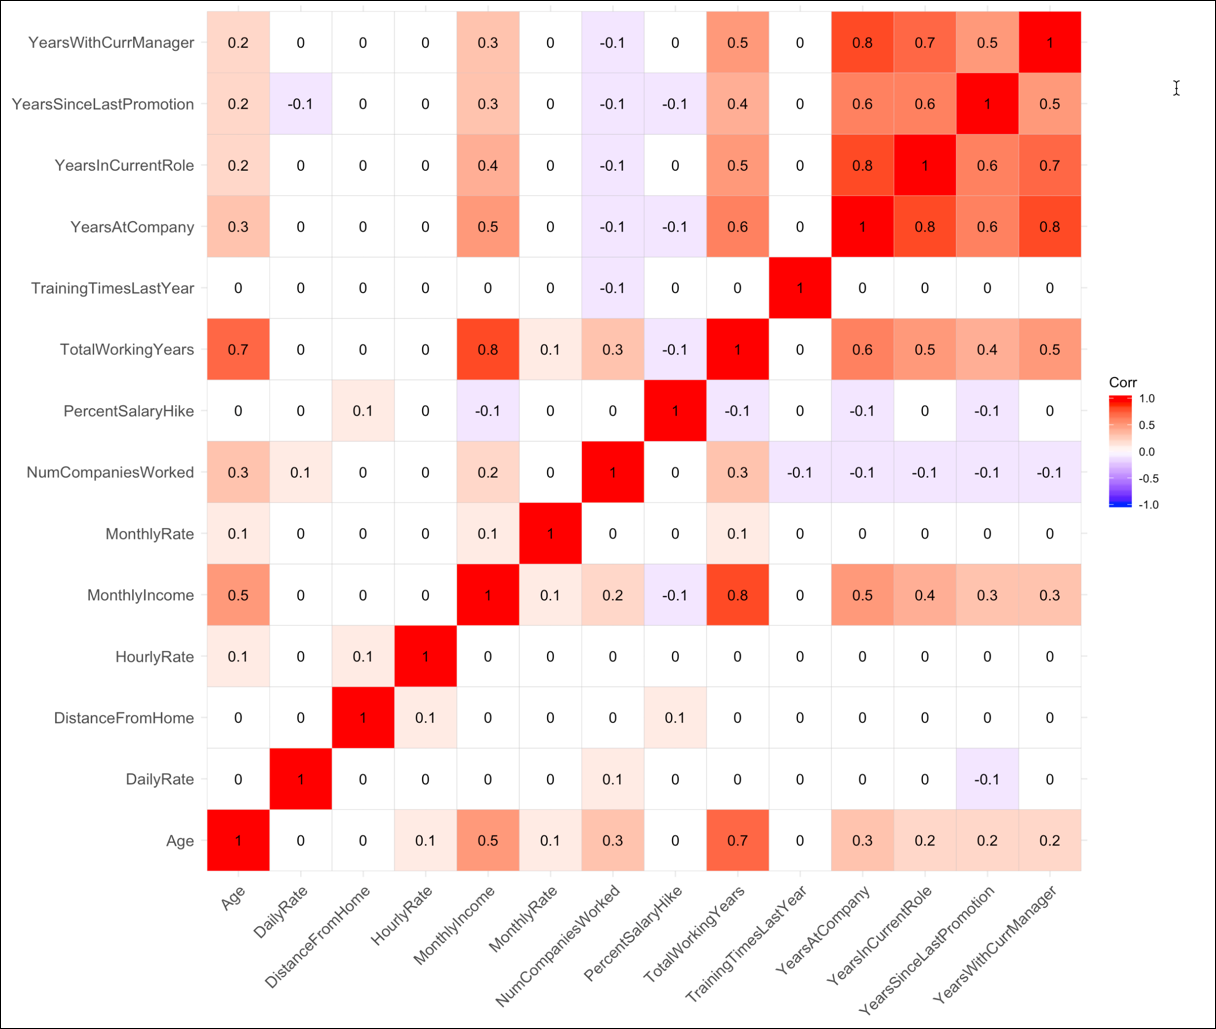 YearsWithCurrManager 0.2 0 0 0 0.3 0 -0.1 0 0.5 0 0.8 0.7 0.5 1
YearsSinceLastPromotion 0.2 -0.1 0 0 0.3 0 -0.1 -0.1 0.4 0 0.6 0.6 1 0.5
YearsInCurrentRole 0.2 0 0 0 0.4 0 -0.1 0 0.5 0 0.8 1 0.6 0.7
YearsAtCompany 0.3 0 0 0 0.5 0 -0.1 -0.1 0.6 0 1 0.8 0.6 0.8
TrainingTimesLastYear 0 0 0 0 0 0 -0.1 0 0 1 0 0 0 0
TotalWorkingYears 0.7 0 0 0 0.8 0.1 0.3 -0.1 1 0 0.6 0.5 0.4 0.5
PercentSalaryHike 0 0 0.1 0 -0.1 0 0 1 -0.1 0 -0.1 0 -0.1 0
NumCompaniesWorked 0.3 0.1 0 0 0.2 0 1 0 0.3 -0.1 -0.1 -0.1 -0.1 -0.1
MonthlyRate 0.1 0 0 0 0.1 1 0 0 0.1 0 0 0 0 0
MonthlyIncome 0.5 0 0 0 1 0.1 0.2 -0.1 0.8 0 0.5 0.4 0.3 0.3
HourlyRate 0.1 0 0.1 1 0 0 0 0 0 0 0 0 0 0
DistanceFromHome 0 0 1 0.1 0 0 0 0.1 0 0 0 0 0 0
DailyRate 0 1 0 0 0 0 0.1 0 0 0 0 0 -0.1 0
Age 1 0 0 0.1 0.5 0.1 0.3 0 0.7 0 0.3 0.2 0.2 0.2
Age
DailyRate
DistanceFromHome
HourlyRate
MonthlyIncome
MonthlyRate
NumCompaniesWorked
PercentSalaryHike
TotalWorkingYears
TrainingTimesLastYear
YearsAtCompany
YearsInCurrentRole
YearsSinceLastPromotion
YearsWithCurrManager
Corr
1.0
0.5
0.0
-0.5
-1.0